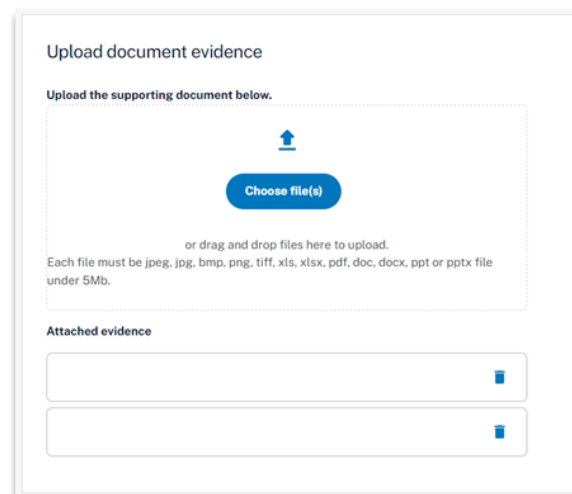 Upload document evidence
Upload the supporting document below.
Choose file(s)
or drag and drop files here to upload.
Each file must be jpeg, jpg, bmp, png, tiff, xls, xlsx, pdf, doc, docx, ppt or pptx file
under 5Mb.
Attached evidence